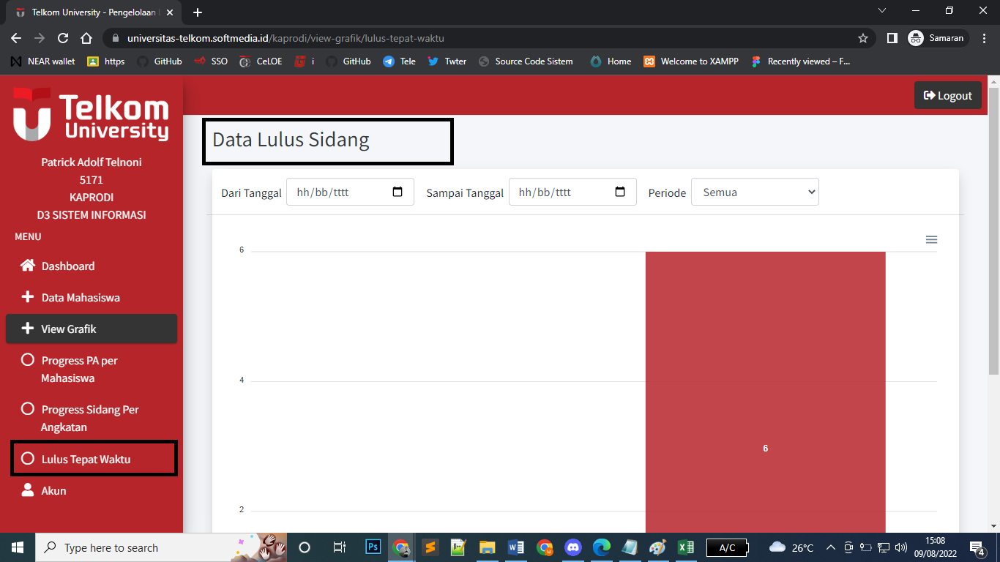 Telkom University - Pengelolaan
universitas-telkom.softmedia.id/kaprodi/view-grafik/lulus-tepat-waktu
Samaran
NEAR wallet
https
GitHub
SSO
CeLOE
i
GitHub
Tele
Twter
Source Code Sistem
Home
Welcome to XAMPP
Recently viewed – F...
Telkom
University
Logout
Patrick Adolf Telnoni
5171
KAPRODI
D3 SISTEM INFORMASI
MENU
Dashboard
Data Mahasiswa
View Grafik
Progress PA per
Mahasiswa
Progress Sidang Per
Angkatan
Lulus Tepat Waktu
Akun
Data Lulus Sidang
Dari Tanggal
hh/bb/tttt
Sampai Tanggal
hh/bb/tttt
Periode
Semua
6
4
6
2
Type here to search
Ps
A/C
26°C
15:08
09/08/2022
4